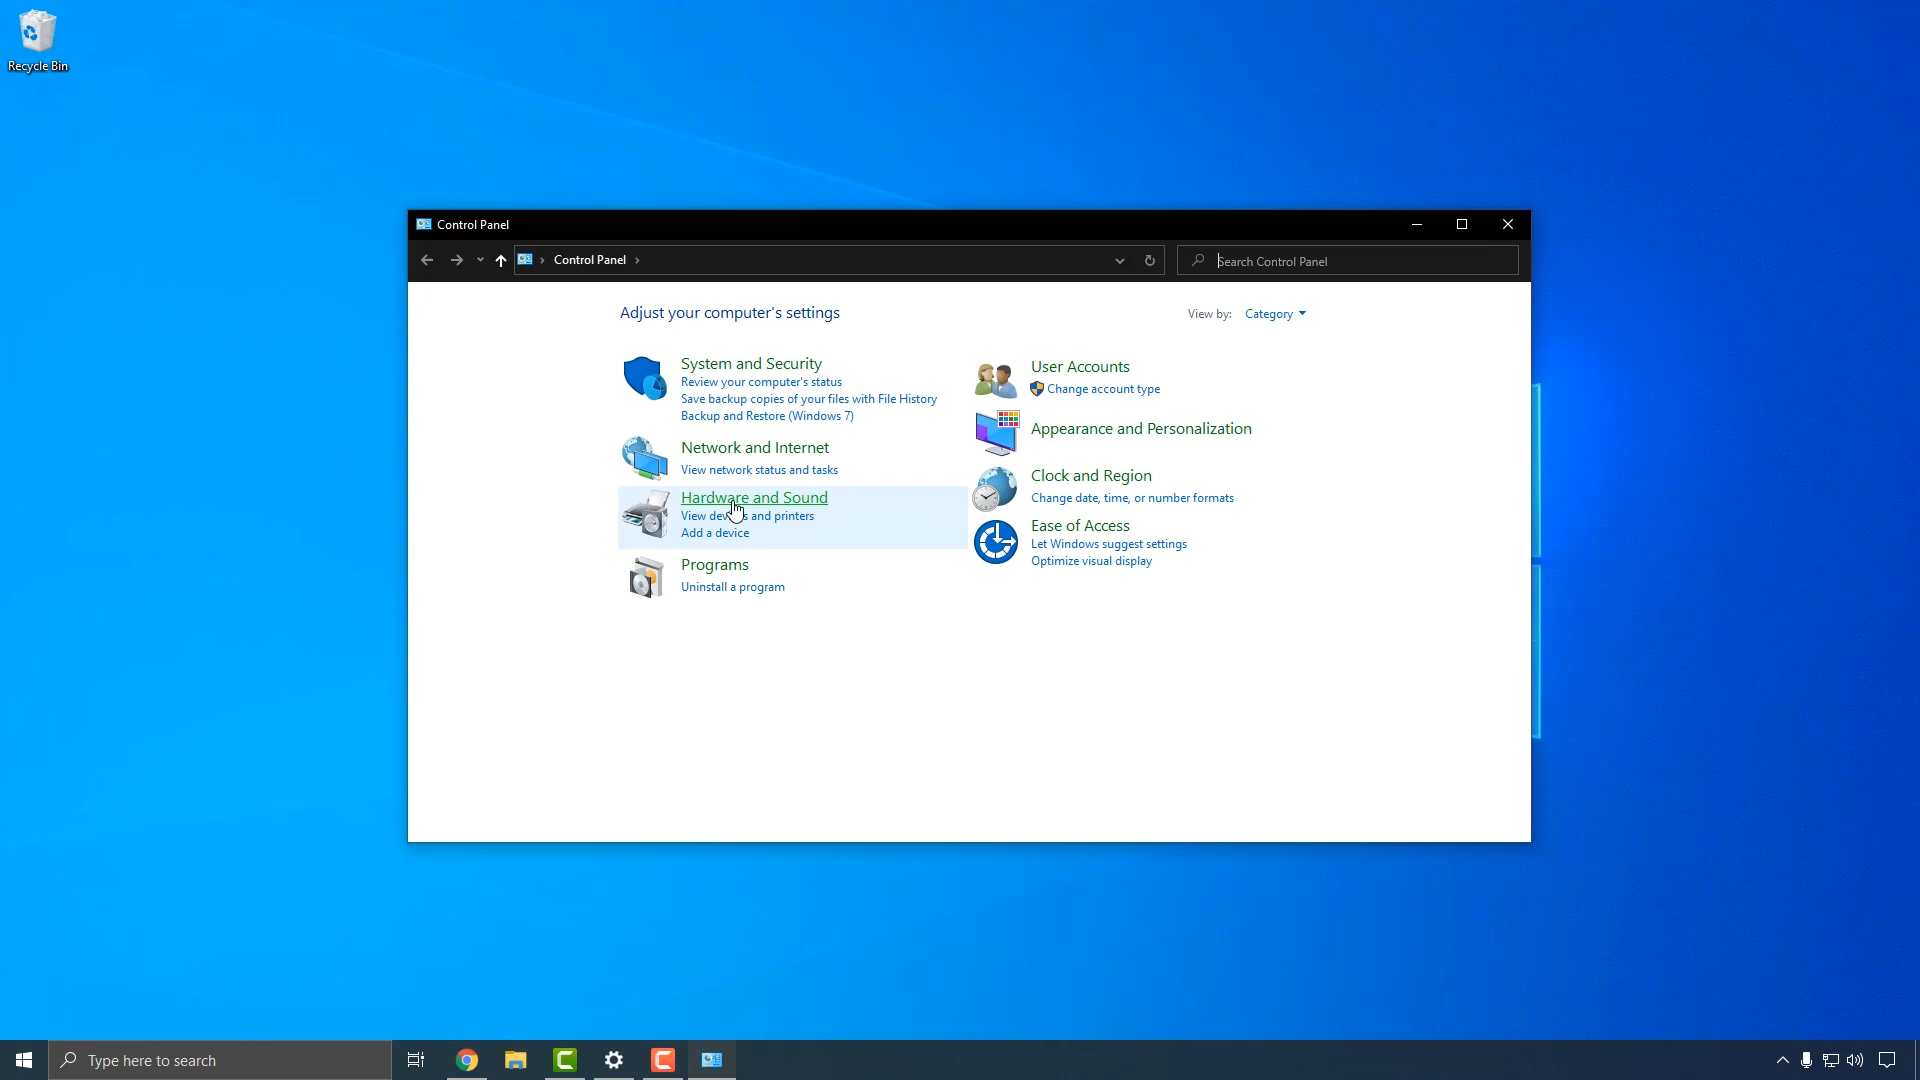 Recycle Bin
Control Panel
Control Panel
Search Control Panel
Adjust your computer's settings
View by: Category
System and Security
Review your computer's status
Save backup copies of your files with File History
Backup and Restore (Windows 7)
Network and Internet
View network status and tasks
Hardware and Sound
View devices and printers
Add a device
Programs
Uninstall a program
User Accounts
Change account type
Appearance and Personalization
Clock and Region
Change date, time, or number formats
Ease of Access
Let Windows suggest settings
Optimize visual display
Type here to search